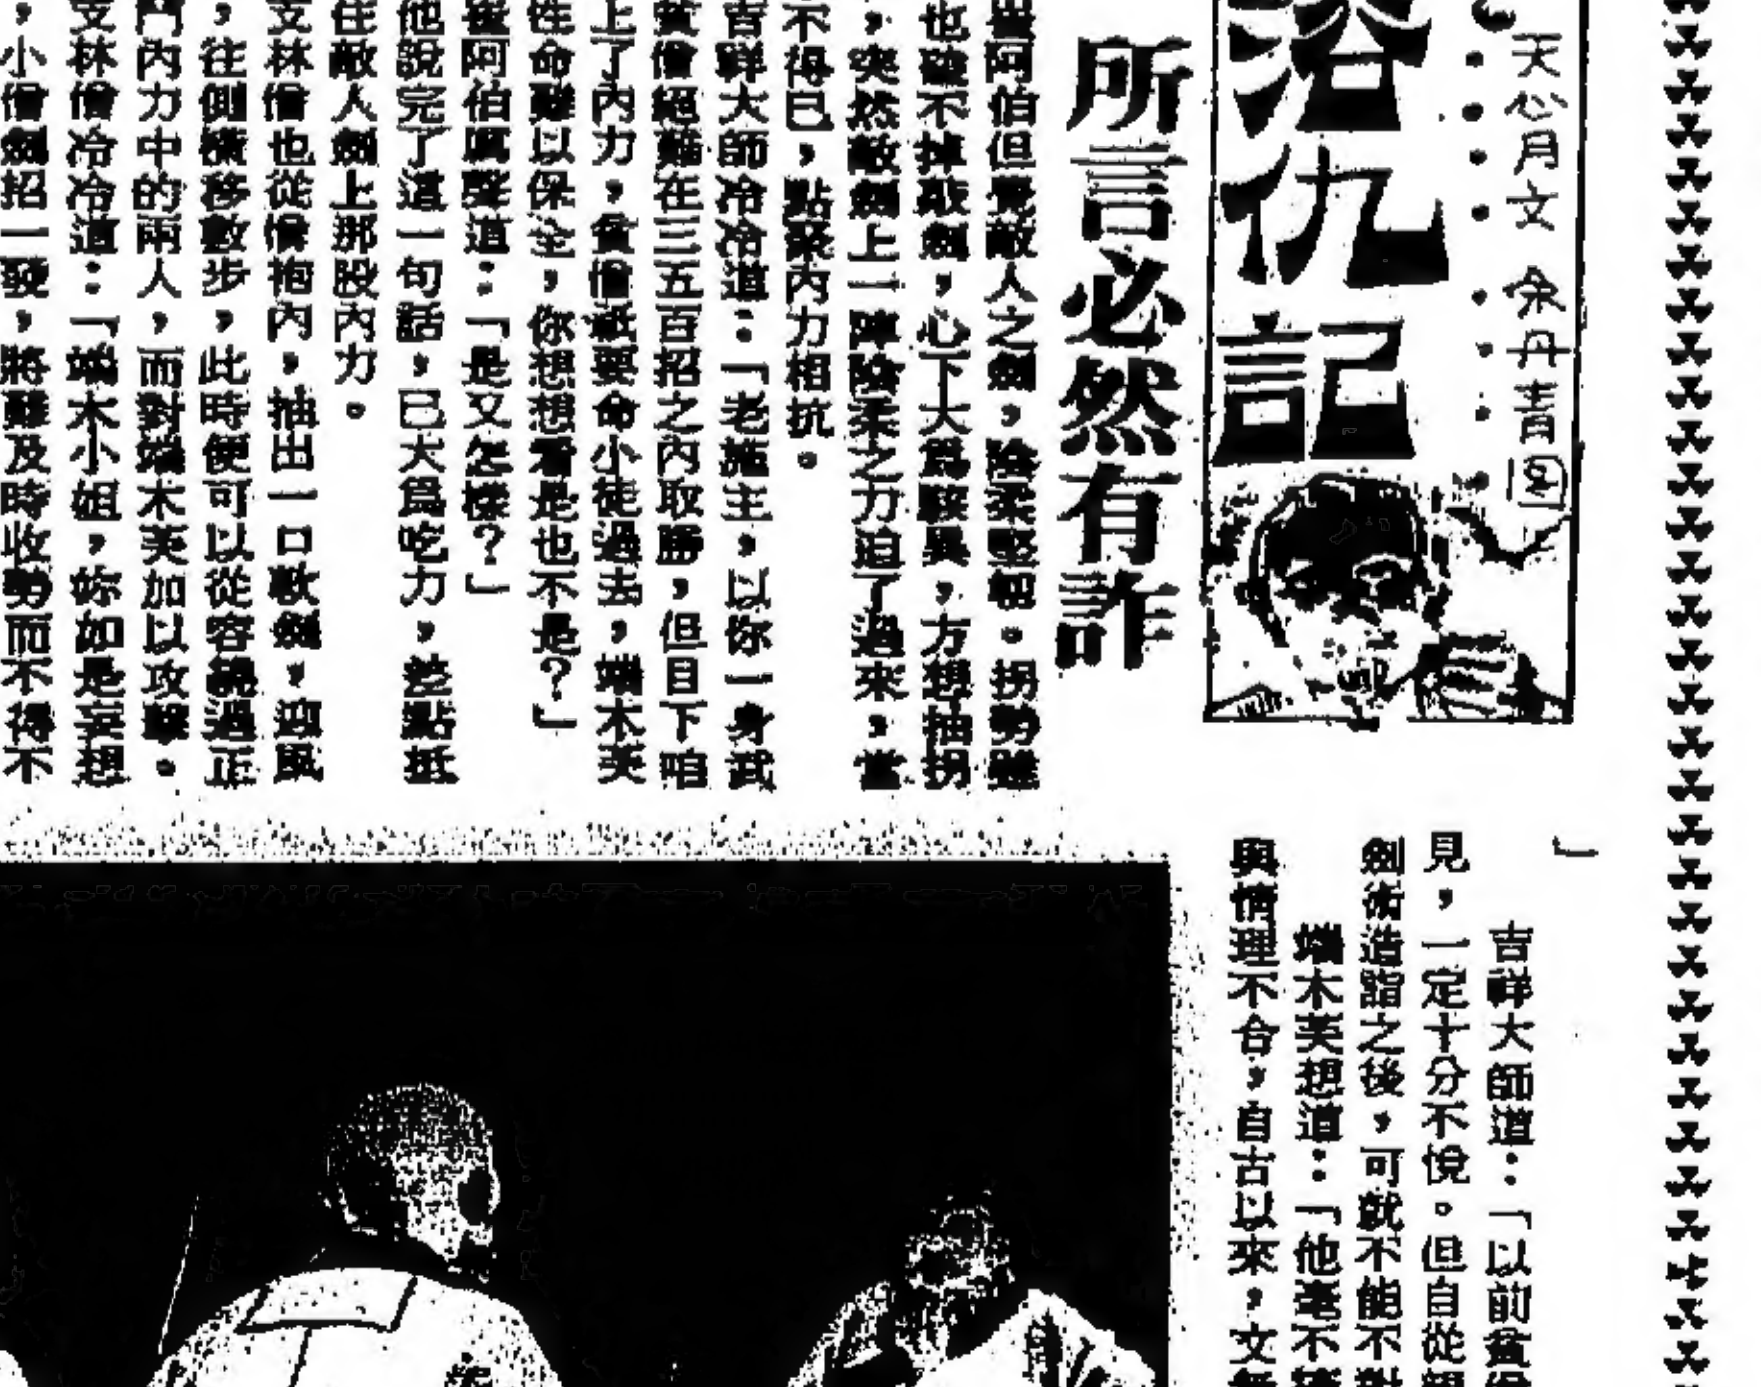 天心月文 余丹青圖
仇記
所言必然有詐
阿伯但覺敵人之劍,陰柔堅韌。拐勢雖
也盪不掉敵劍,心下大爲駭異,方想抽拐
,突然敵劍上一陣陰柔之力迫了過來,當
不得已,聚內力相抗。
吉祥大師冷冷道:「老施主,以你一身武
貧僧絕難在三五百招之內取勝,但目下咱
上了內力,貧僧祇要命小徒過去,端木芙
性命難以保全,你想想看是也不是?」
崔阿伯厲聲道:「是又怎樣?」
他說完了這一句話,已大爲吃力,差點抵
住敵人劍上那股內力。
支林僧也從僧袍內,抽出一口軟劍,迎風
,往側橫移數步,此時便可以從容繞過正
鬥內力中的兩人,而對端木芙加以攻擊。
支林僧冷冷道:「端木小姐,妳如是妄想
,小僧劍招一發,將難及時收勢而不得不
」
吉祥大師道:「以前貧僧
見,一定十分不悅。但自從
劍術造詣之後,可就不能不對
端木芙想道:「他毫不
與情理不合,自古以來,文無